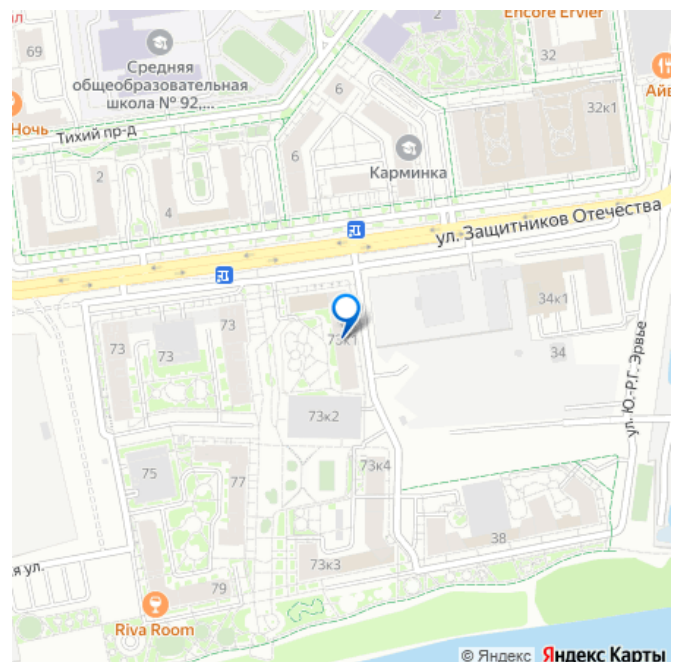 ал
69
Средняя
общеобразовательная
школа № 92,...
2
Encore Ervier
32
Айв
Ночь
Тихий пр-д
6
32к1
6
Карминка
2
4
ул. Защитников Отечества
34к1
34
73
73
73
73к1
ул. Ю.-Р.Г. Эрвье
73к2
75
77
73к4
38
73к3
я ул.
79
Riva Room
© Яндекс Яндекс Карты